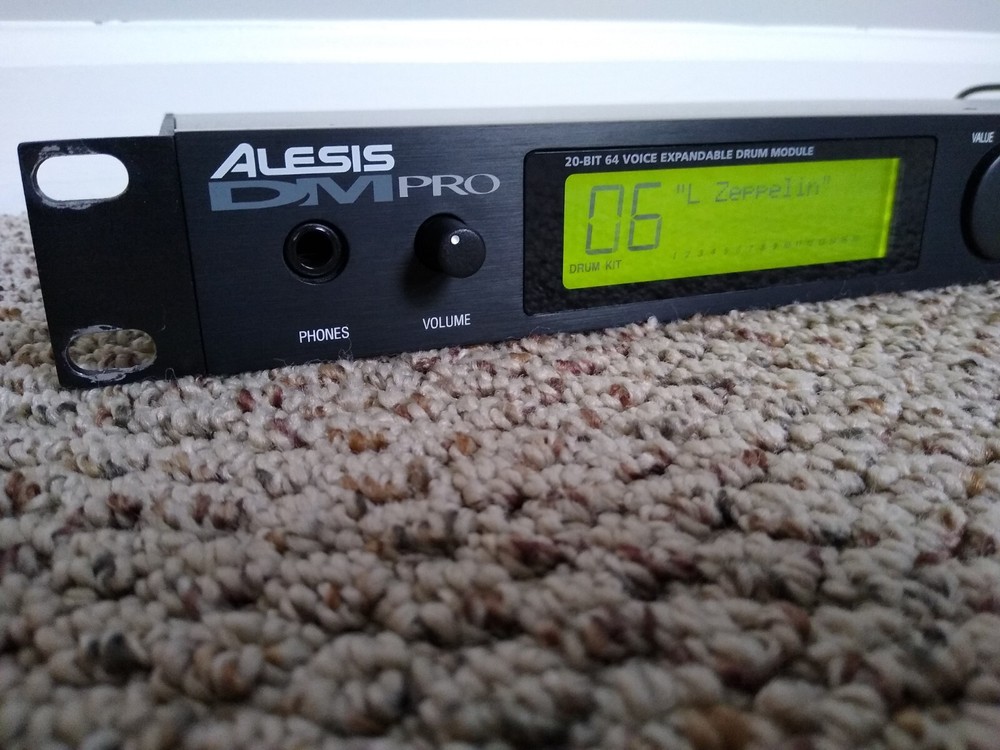 ALESIS
DM PRO
PHONES
VOLUME
20-BIT 64 VOICE EXPANDABLE DRUM MODULE
06 "L Zeppelin"
DRUM KIT
VALUE